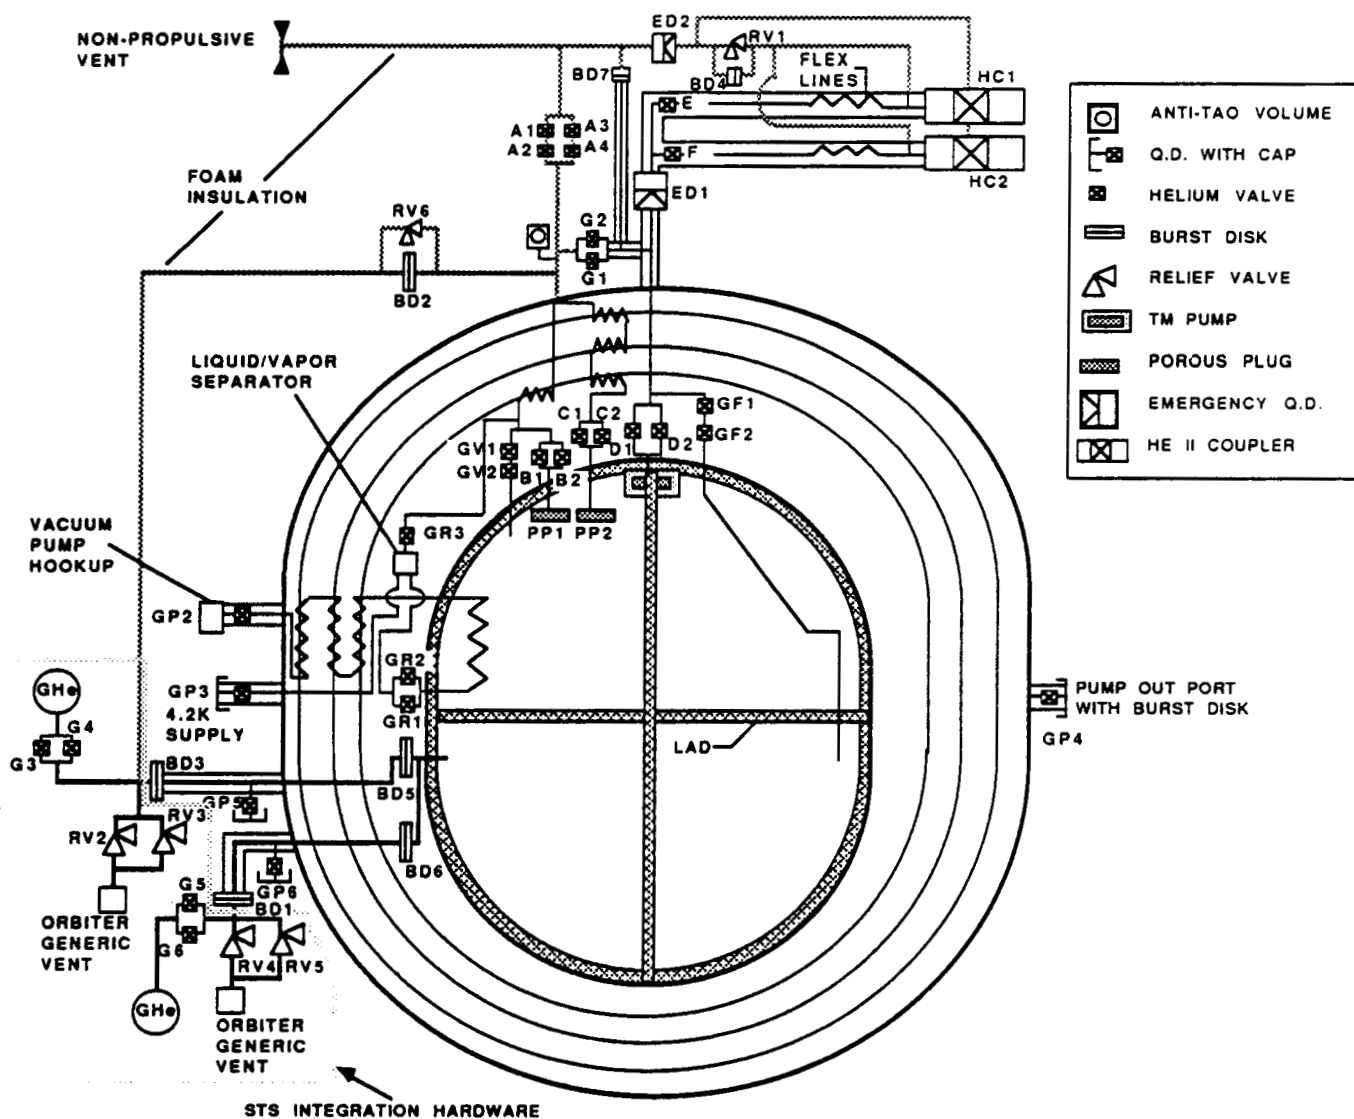 NON-PROPULSIVE
VENT
ED2
RV1
BD7
BD4
FLEX
LINES
HC1
E
A1
A3
A2
A4
F
HC2
ED1
FOAM
INSULATION
RV6
G2
G1
BD2
LIQUID/VAPOR
SEPARATOR
C1
C2
GF1
GF2
GV1
D1
D2
GV2
B1
B2
PP1
PP2
GR3
VACUUM
PUMP
HOOKUP
GP2
GR2
GP3
4.2K
SUPPLY
GR1
GHe
G4
G3
BD3
LAD
PUMP OUT PORT
WITH BURST DISK
GP4
BD5
GP5
RV3
RV2
BD6
G5
GP6
BD1
ORBITER
GENERIC
VENT
G6
RV4
RV5
GHe
ORBITER
GENERIC
VENT
STS INTEGRATION HARDWARE
ANTI-TAO VOLUME
Q.D. WITH CAP
HELIUM VALVE
BURST DISK
RELIEF VALVE
TM PUMP
POROUS PLUG
EMERGENCY Q.D.
HE II COUPLER